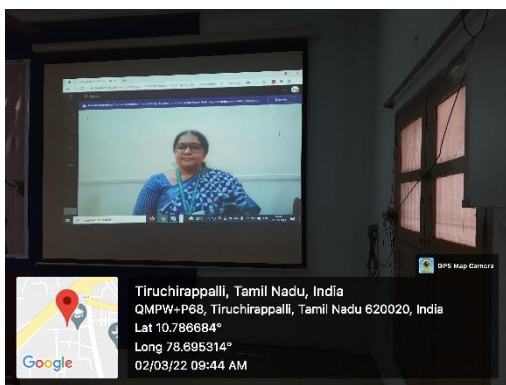 GPS Map Camera
Tiruchirappalli, Tamil Nadu, India
QMPW+P68, Tiruchirappalli, Tamil Nadu 620020, India
Lat 10.786684°
Long 78.695314°
02/03/22 09:44 AM
Google